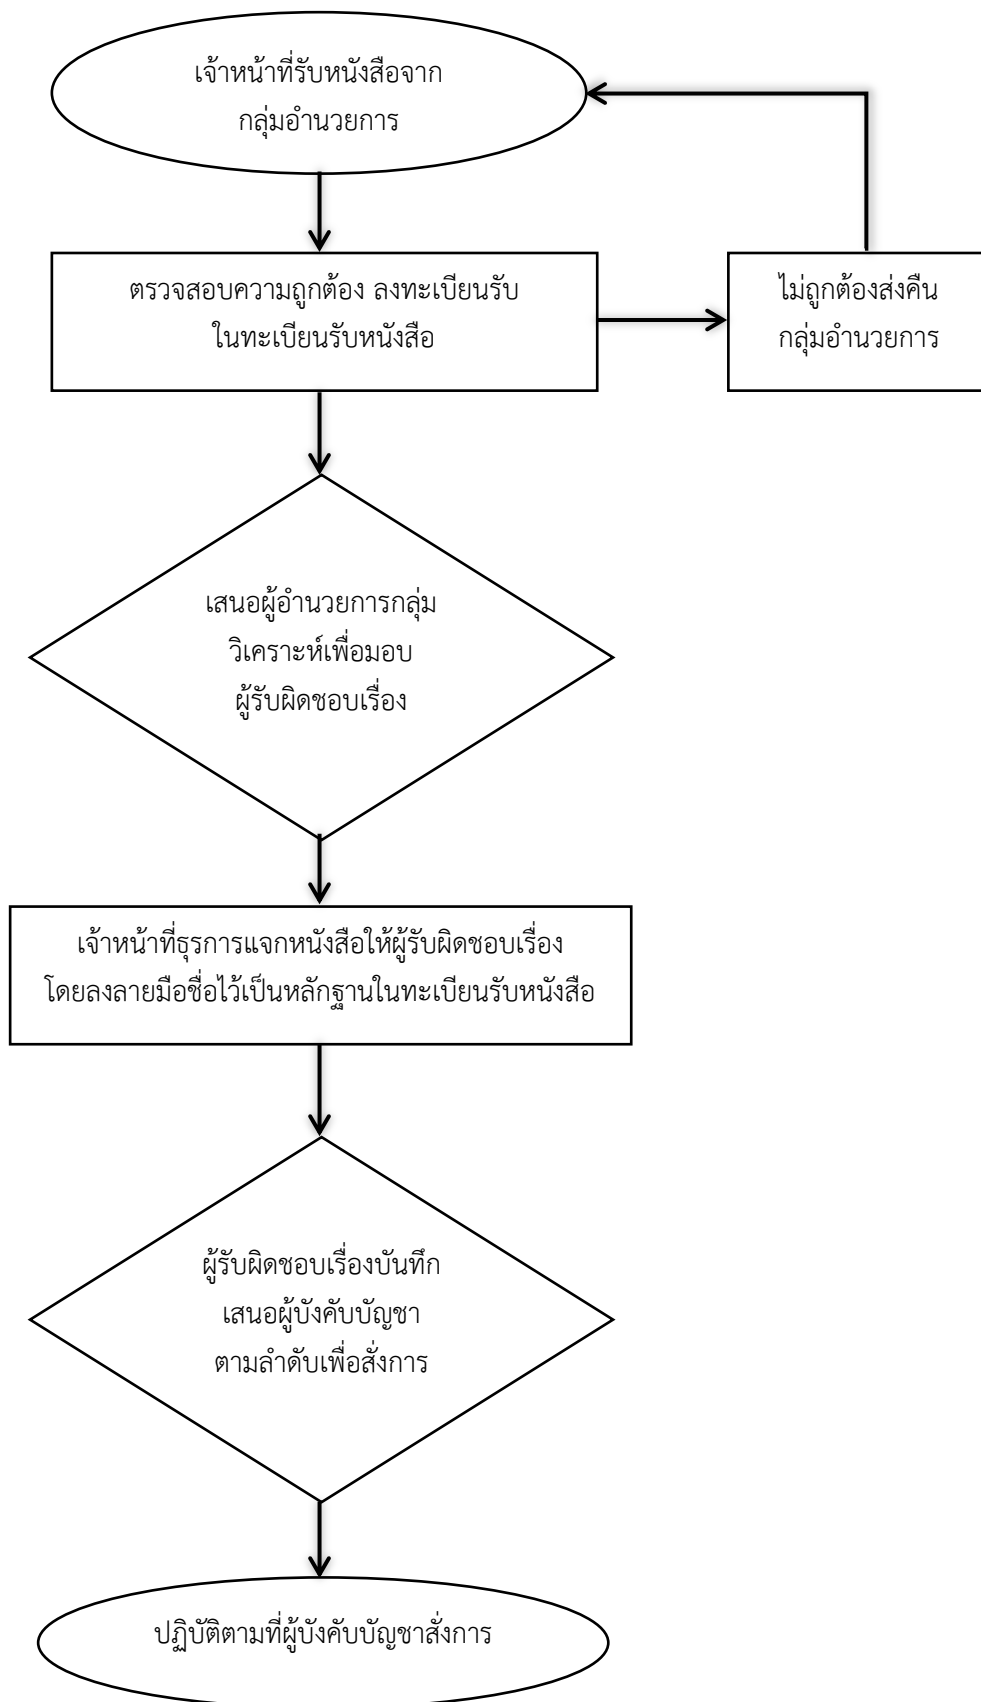 เจ้าหน้าที่รับหนังสือจาก
กลุ่มอำนวยการ
ตรวจสอบความถูกต้อง ลงทะเบียนรับ
ในทะเบียนรับหนังสือ
ไม่ถูกต้องส่งคืน
กลุ่มอำนวยการ
เสนอผู้อำนวยการกลุ่ม
วิเคราะห์เพื่อมอบ
ผู้รับผิดชอบเรื่อง
เจ้าหน้าที่ธุรการแจกหนังสือให้ผู้รับผิดชอบเรื่อง
โดยลงลายมือชื่อไว้เป็นหลักฐานในทะเบียนรับหนังสือ
ผู้รับผิดชอบเรื่องบันทึก
เสนอผู้บังคับบัญชา
ตามลำดับเพื่อสั่งการ
ปฏิบัติตามที่ผู้บังคับบัญชาสั่งการ